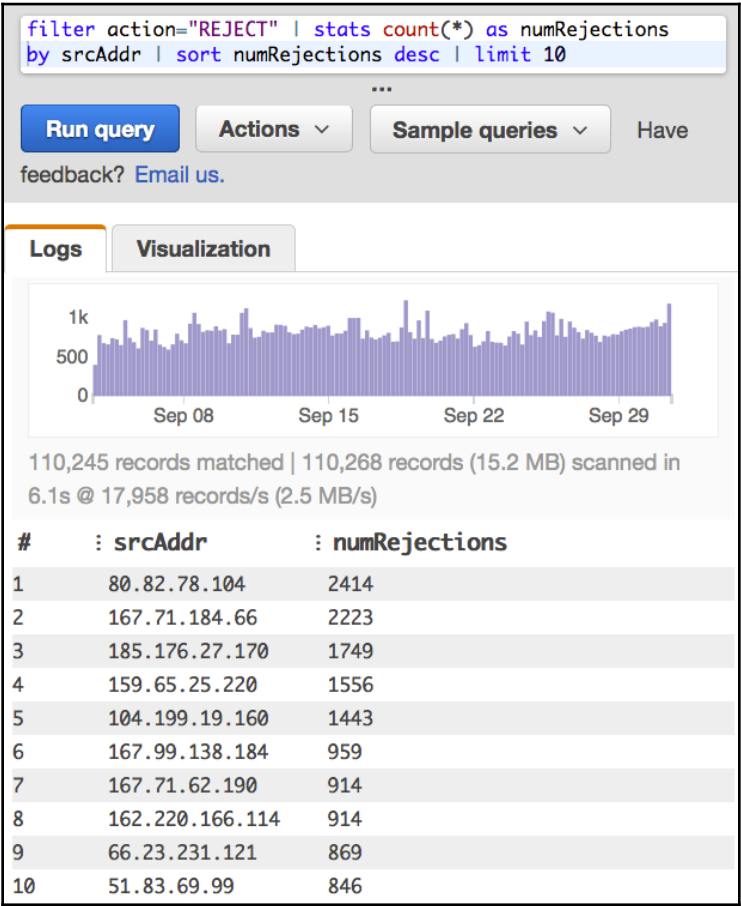 filter action="REJECT" | stats count(*) as numRejections
by srcAddr | sort numRejections desc | limit 10
...
Run query Actions Sample queries Have
feedback? Email us.
Logs Visualization
1k
500
0
Sep 08 Sep 15 Sep 22 Sep 29
110,245 records matched | 110,268 records (15.2 MB) scanned in
6.1s @ 17,958 records/s (2.5 MB/s)
# : srcAddr : numRejections
1 80.82.78.104 2414
2 167.71.184.66 2223
3 185.176.27.170 1749
4 159.65.25.220 1556
5 104.199.19.160 1443
6 167.99.138.184 959
7 167.71.62.190 914
8 162.220.166.114 914
9 66.23.231.121 869
10 51.83.69.99 846